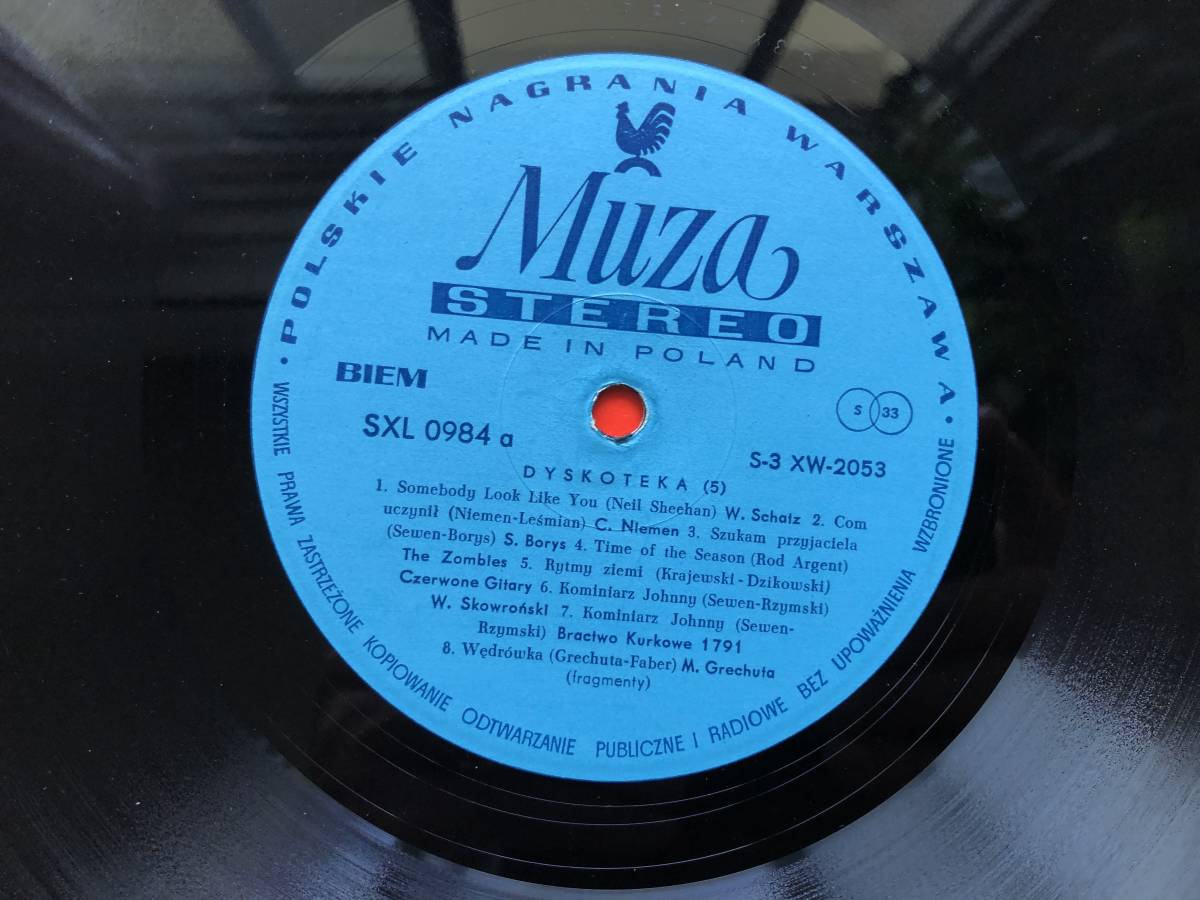 • POLSKIE NAGRANIA WARSZAWA •
Muza
STEREO
MADE IN POLAND
BIEM
S 33
SXL 0984 a
S-3 XW-2053
DYSKOTEKA (5)
1. Somebody Look Like You (Neil Sheehan) W. Schatz 2. Com
uczynił (Niemen-Leśmian) C. Niemen 3. Szukam przyjaciela
(Sewen-Borys) S. Borys 4. Time of the Season (Rod Argent)
The Zombles 5. Rytmy ziemi (Krajewski-Dzikowski)
Czerwone Gitary 6. Kominiarz Johnny (Sewen-Rzymski)
W. Skowroński 7. Kominiarz Johnny (Sewen-
Rzymski) Bractwo Kurkowe 1791
8. Wędrówka (Grechuta-Faber) M. Grechuta
(fragmenty)
WSZYSTKIE PRAWA ZASTRZEŻONE KOPIOWANIE ODTWARZANIE PUBLICZNE I RADIOWE BEZ UPOWAŻNIENIA WZBRONIONE